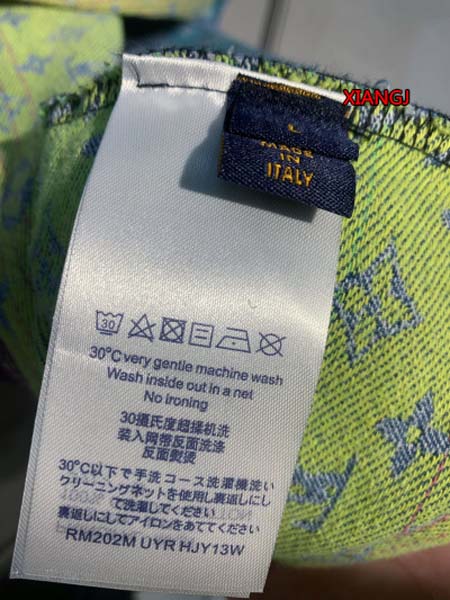 XIANGJ
L
MADE
IN
ITALY
30
30°C very gentle machine wash
Wash inside out in a net
No ironing
30攝氏度超揉机洗
装入网带反面洗涤
反面熨烫
30°C以下で手洗コース洗濯機洗い
クリーニングネットを使用し裏返しにし
て洗濯してください
裏返しにしてアイロンをあててください
RM202M UYR HJY13W